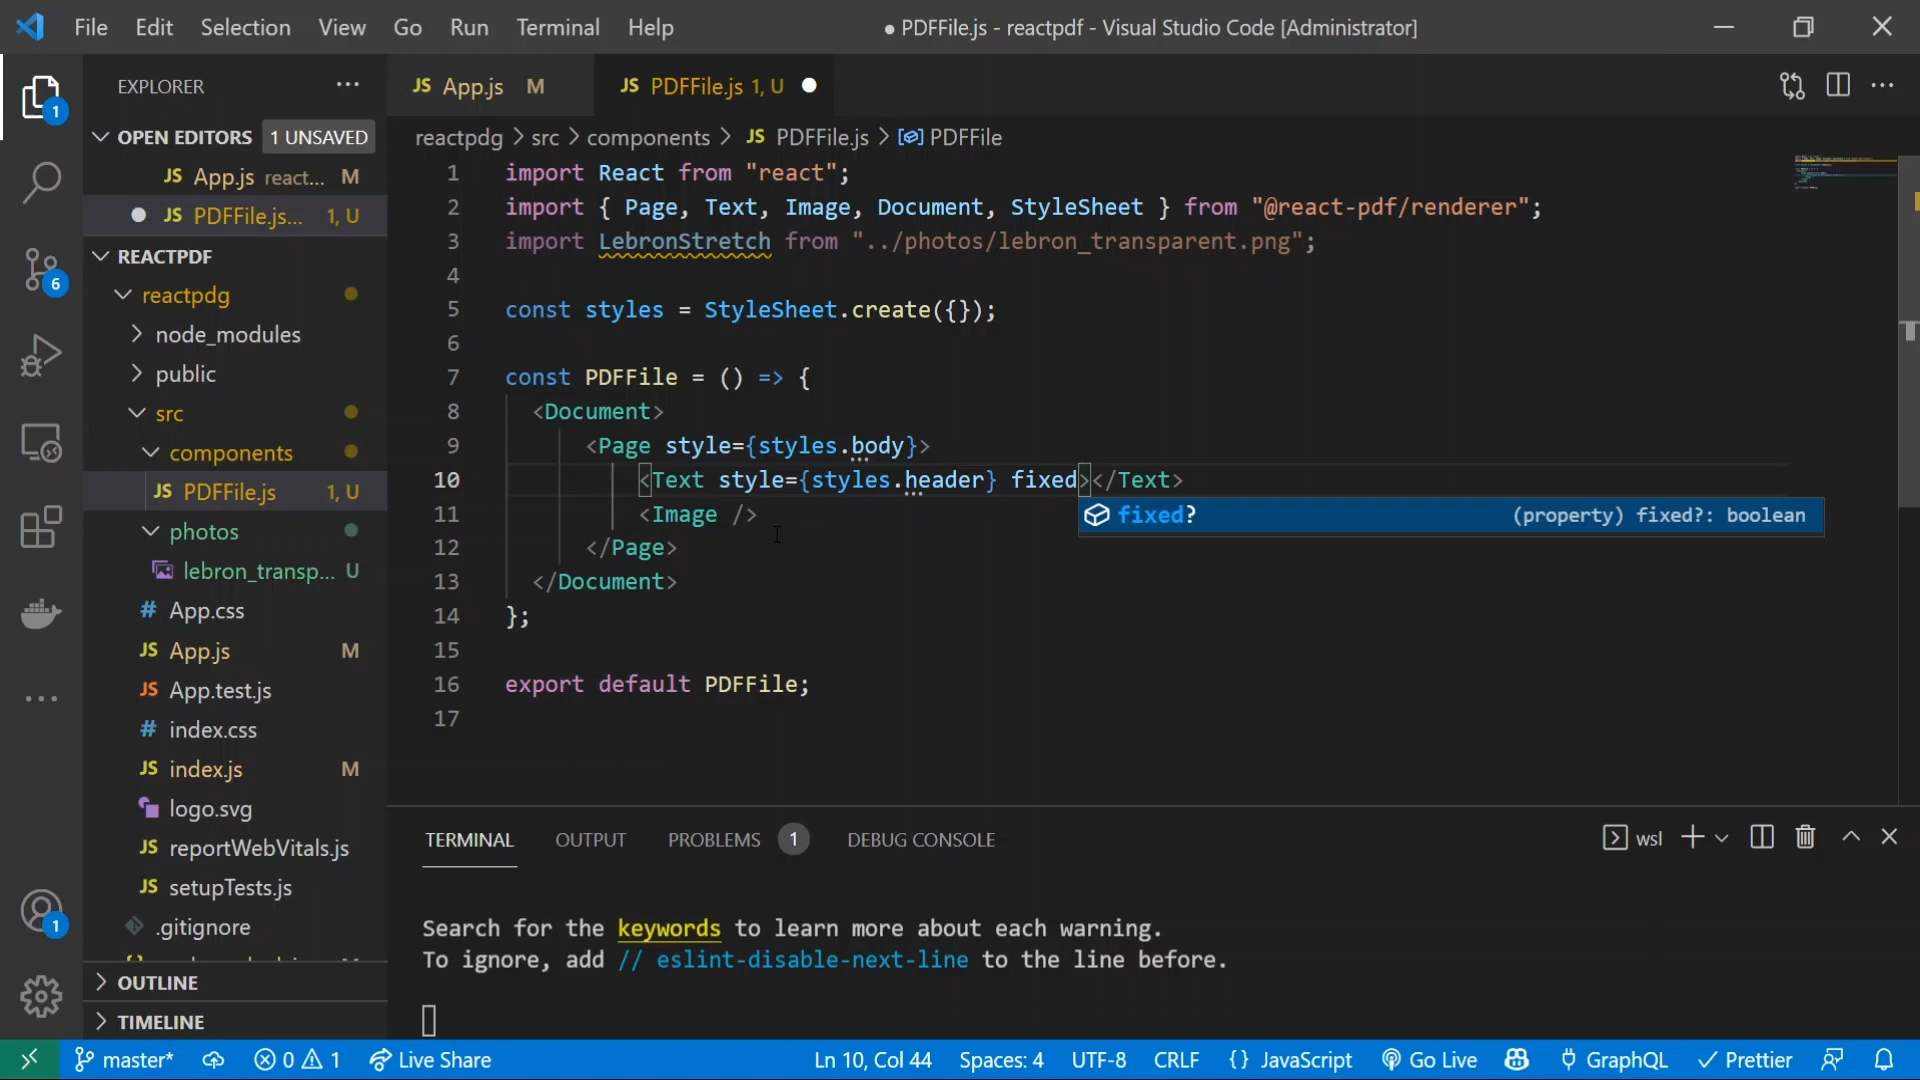 File Edit Selection View Go Run Terminal Help ● PDFFile.js - reactpdf - Visual Studio Code [Administrator]
EXPLORER ···
JS App.js M JS PDFFile.js 1, U
OPEN EDITORS 1 UNSAVED
reactpdg > src > components > JS PDFFile.js > PDFFile
JS App.js react... M
JS PDFFile.js... 1, U
REACTPDF
reactpdg
node_modules
public
src
components
JS PDFFile.js 1, U
photos
lebron_transp... U
# App.css
JS App.js M
JS App.test.js
# index.css
JS index.js M
logo.svg
JS reportWebVitals.js
JS setupTests.js
.gitignore
OUTLINE
TIMELINE
1 import React from "react";
2 import { Page, Text, Image, Document, StyleSheet } from "@react-pdf/renderer";
3 import LebronStretch from "../photos/lebron_transparent.png";
4
5 const styles = StyleSheet.create({});
6
7 const PDFFile = () => {
8 <Document>
9 <Page style={styles.body}>
10 <Text style={styles.header} fixed></Text>
11 <Image />
fixed? (property) fixed?: boolean
12 </Page>
13 </Document>
14 };
15
16 export default PDFFile;
17
TERMINAL OUTPUT PROBLEMS 1 DEBUG CONSOLE wsl
Search for the keywords to learn more about each warning.
To ignore, add // eslint-disable-next-line to the line before.
1
6
1
master* 0 1 Live Share Ln 10, Col 44 Spaces: 4 UTF-8 CRLF {} JavaScript Go Live GraphQL Prettier